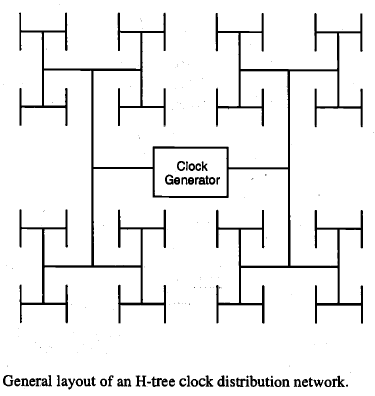 Clock
Generator
General layout of an H-tree clock distribution network.